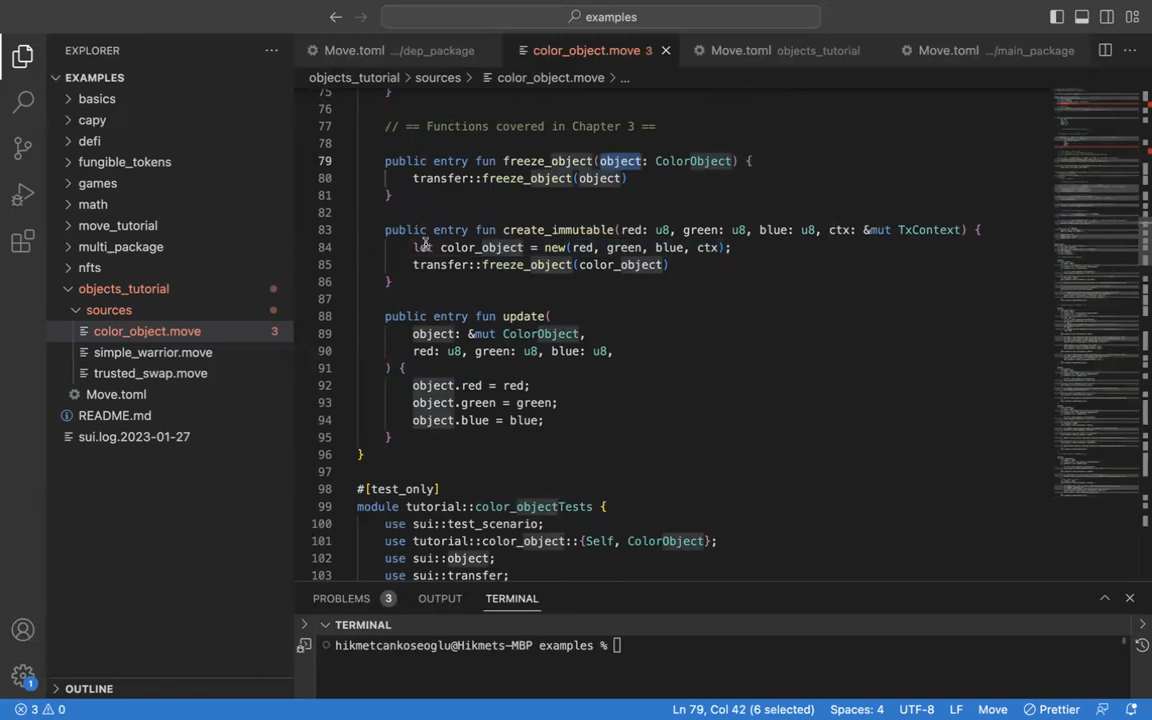 examples
EXPLORER
Move.toml .../dep_package
color_object.move 3
Move.toml objects_tutorial
Move.toml .../main_package
EXAMPLES
basics
capy
defi
fungible_tokens
games
math
move_tutorial
multi_package
nfts
objects_tutorial
sources
color_object.move 3
simple_warrior.move
trusted_swap.move
Move.toml
README.md
sui.log.2023-01-27
OUTLINE
objects_tutorial > sources > color_object.move > ...
75 }
76
77 // == Functions covered in Chapter 3 ==
78
79 public entry fun freeze_object(object: ColorObject) {
80 transfer::freeze_object(object)
81 }
82
83 public entry fun create_immutable(red: u8, green: u8, blue: u8, ctx: &mut TxContext) {
84 let color_object = new(red, green, blue, ctx);
85 transfer::freeze_object(color_object)
86 }
87
88 public entry fun update(
89 object: &mut ColorObject,
90 red: u8, green: u8, blue: u8,
91 ) {
92 object.red = red;
93 object.green = green;
94 object.blue = blue;
95 }
96 }
97
98 #[test_only]
99 module tutorial::color_objectTests {
100 use sui::test_scenario;
101 use tutorial::color_object::{Self, ColorObject};
102 use sui::object;
103 use sui::transfer;
PROBLEMS 3 OUTPUT TERMINAL
TERMINAL
hikmetcankoseoglu@Hikmets-MBP examples %
1
3 0
Ln 79, Col 42 (6 selected) Spaces: 4 UTF-8 LF Move Prettier